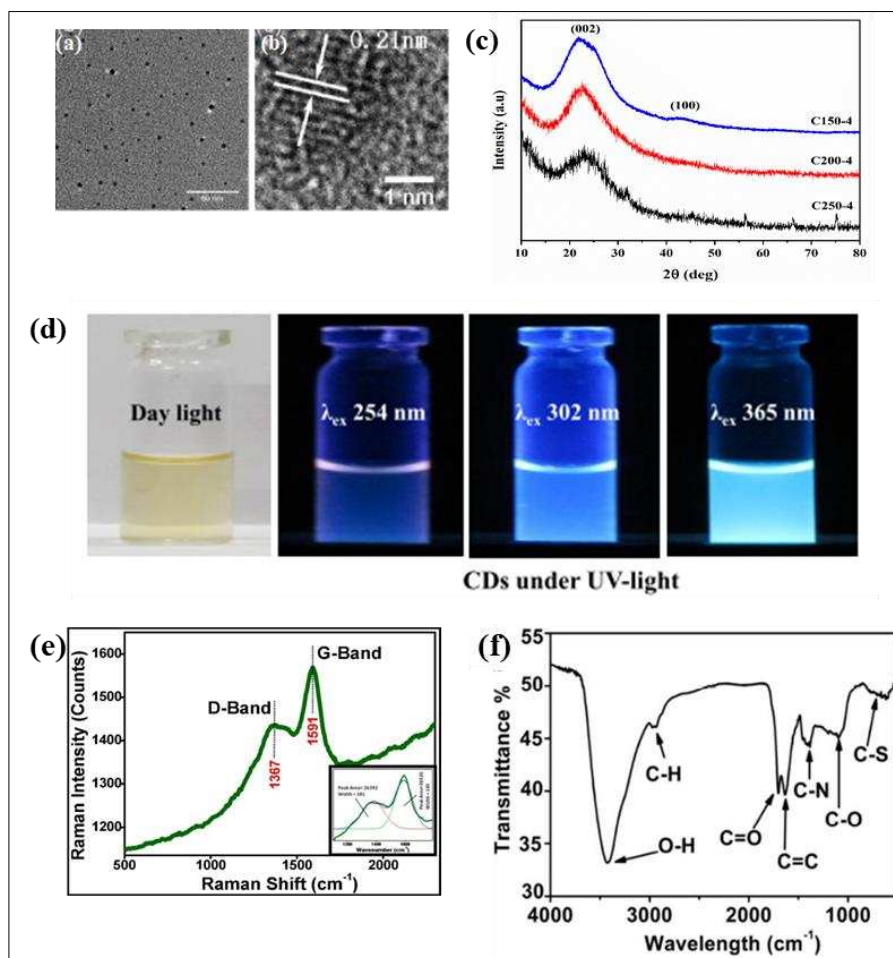 (a)
(b)
0.21nm
1 nm
(c)
(002)
(100)
C150-4
C200-4
C250-4
Intensity (a.u)
10 20 30 40 50 60 70 80
2θ (deg)
(d)
Day light
λex 254 nm
λex 302 nm
λex 365 nm
CDs under UV-light
(e)
Raman Intensity (Counts)
1600
1500
1400
1300
1200
G-Band
D-Band
1367
1591
500 1000 1500 2000
Raman Shift (cm-1)
(f)
Transmittance %
55
50
45
40
35
30
C-H
O-H
C=O
C=C
C-N
C-O
C-S
4000 3000 2000 1000
Wavelength (cm-1)